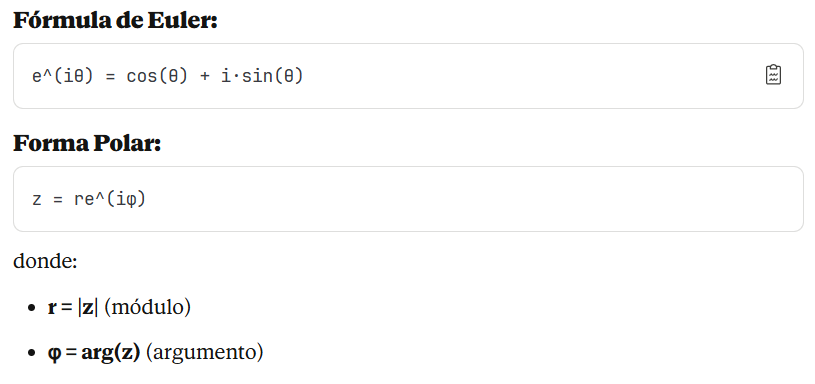 Fórmula de Euler:
e^(iθ) = cos(θ) + i·sin(θ)
Forma Polar:
z = re^(iφ)
donde:
• r = |z| (módulo)
• φ = arg(z) (argumento)